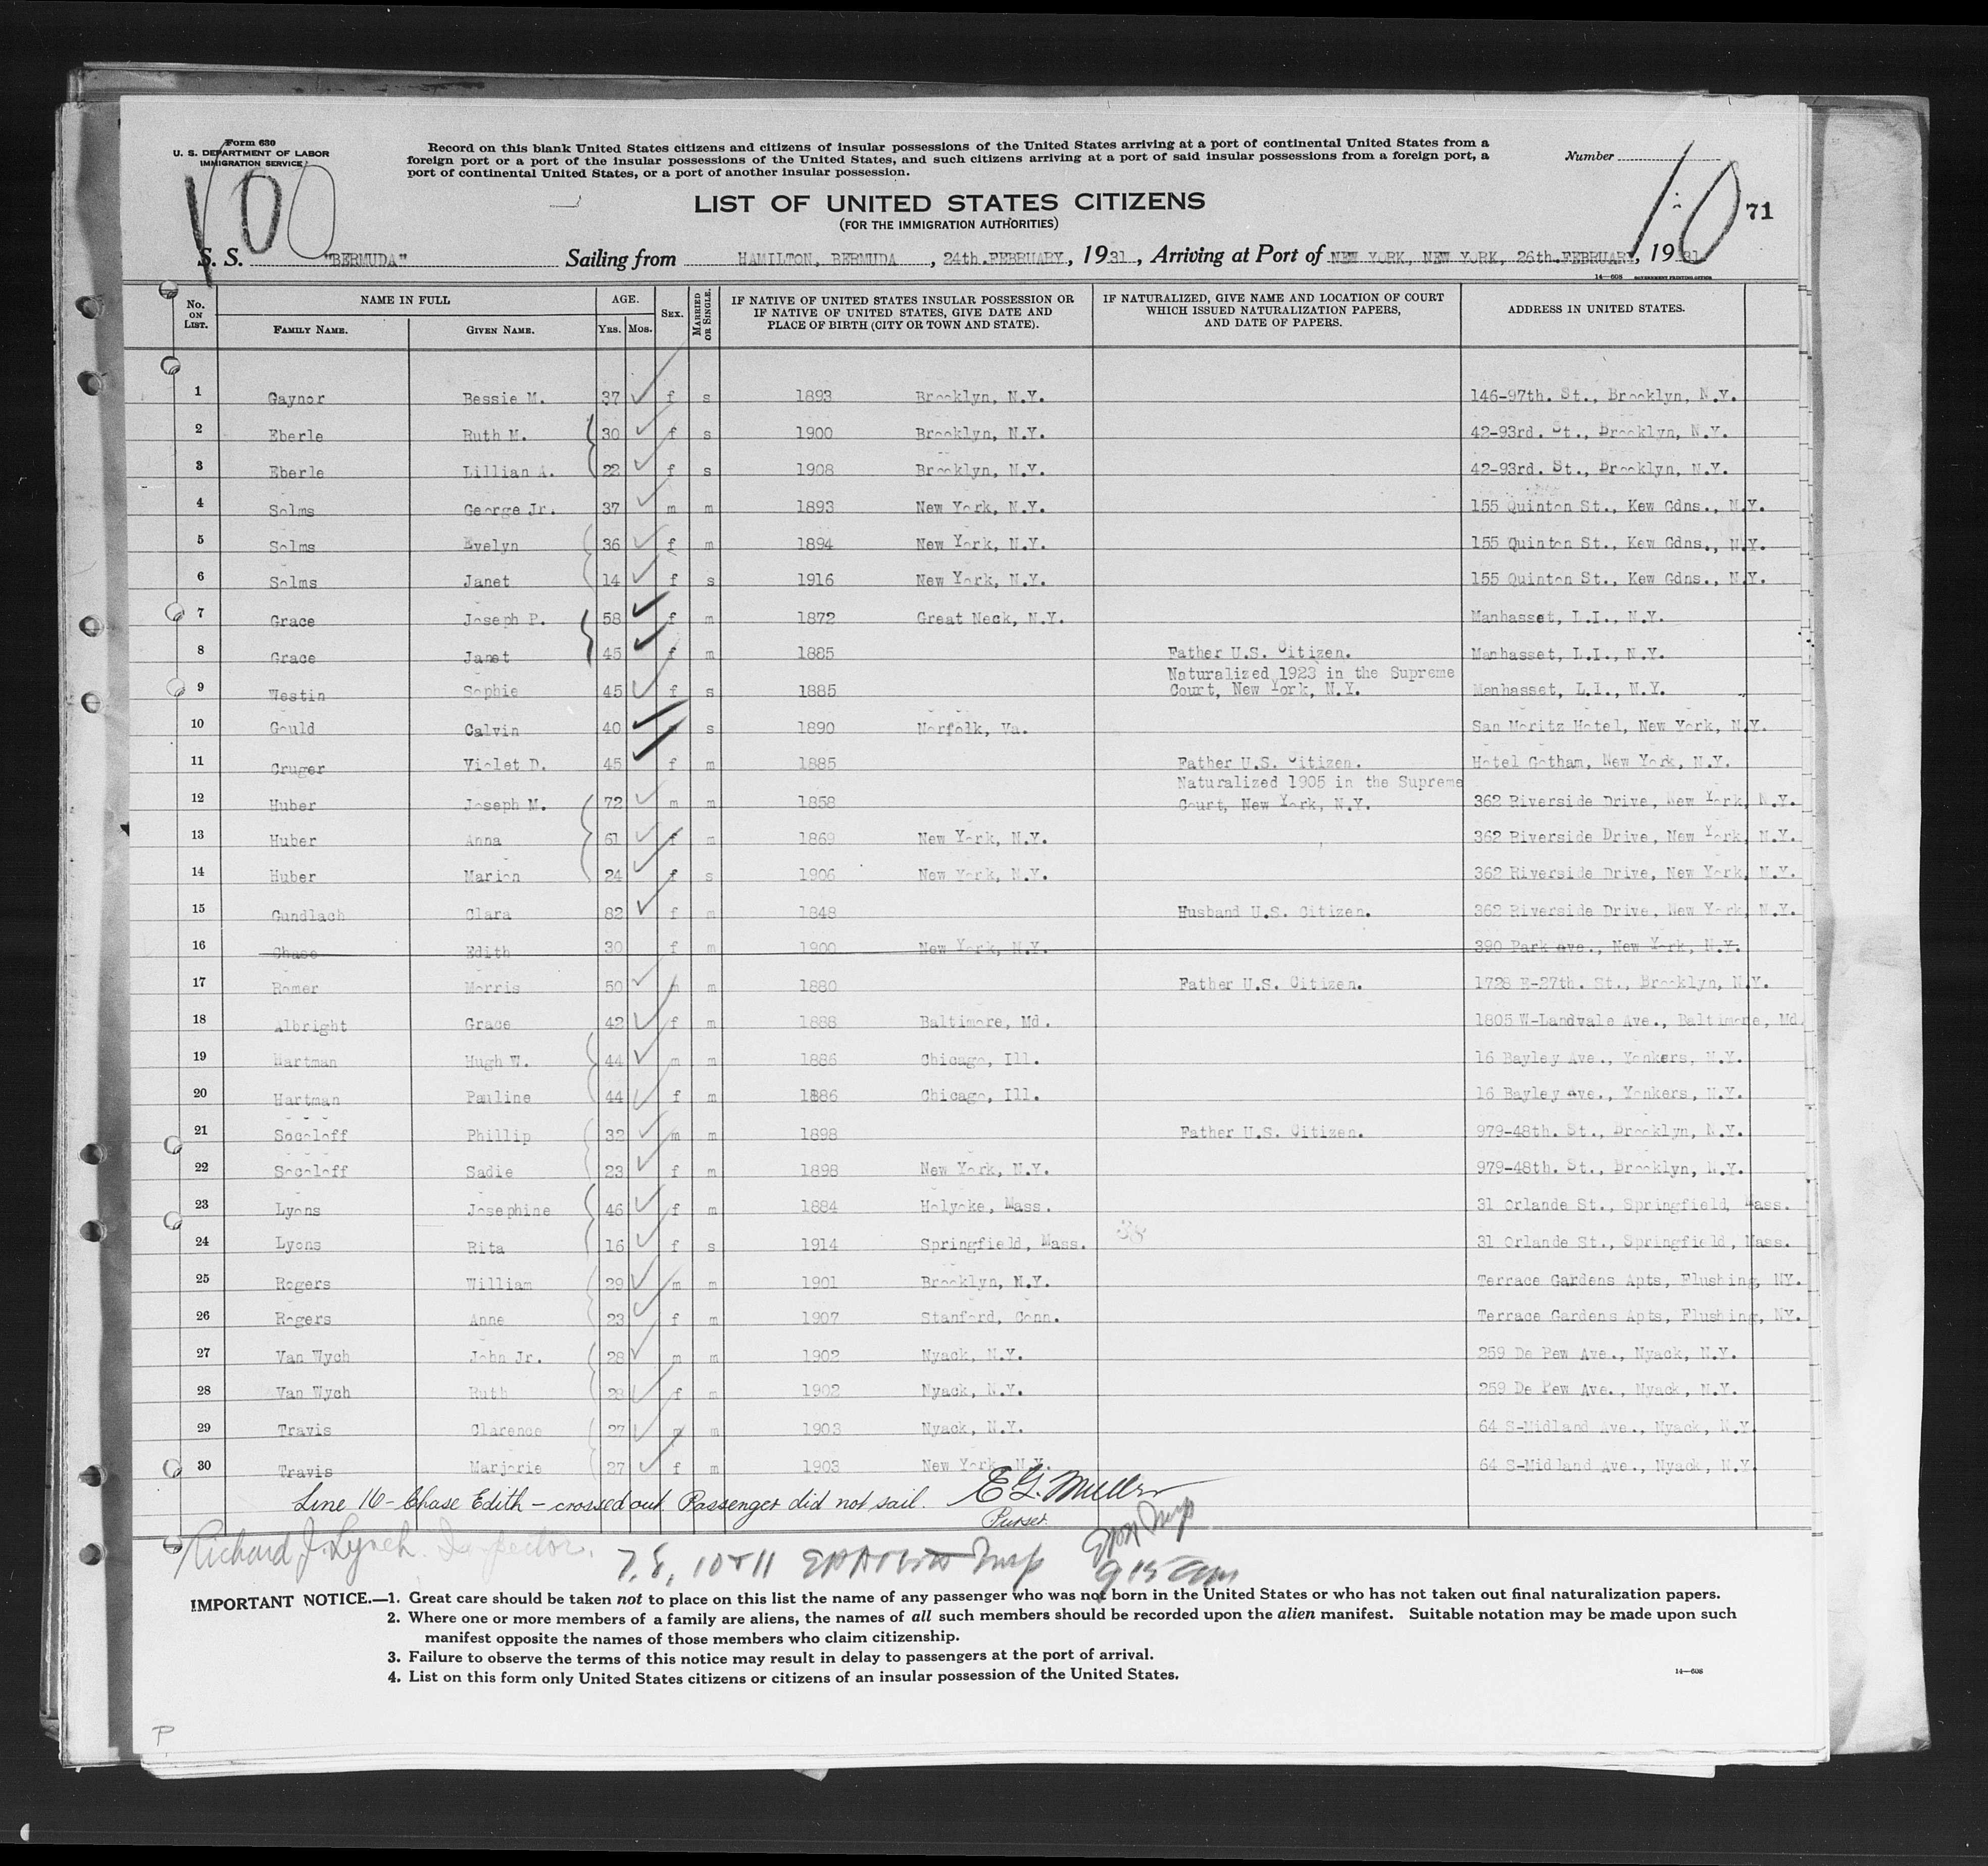 Form 630
U. S. DEPARTMENT OF LABOR
IMMIGRATION SERVICE
100
Record on this blank United States citizens and citizens of insular possessions of the United States arriving at a port of continental United States from a
foreign port or a port of the insular possessions of the United States, and such citizens arriving at a port of said insular possessions from a foreign port, a
port of continental United States, or a port of another insular possession.
Number
10
71
LIST OF UNITED STATES CITIZENS
(FOR THE IMMIGRATION AUTHORITIES)
S. S. "BERMUDA" Sailing from HAMILTON, BERMUDA , 24th.FEBRUARY, 1931 , Arriving at Port of NEW YORK, NEW YORK, 26th.FEBRUARY, 1931
14—608 GOVERNMENT PRINTING OFFICE
No. ON LIST. NAME IN FULL FAMILY NAME. GIVEN NAME. AGE. YRS. MOS. SEX. MARRIED OR SINGLE. IF NATIVE OF UNITED STATES INSULAR POSSESSION OR IF NATIVE OF UNITED STATES, GIVE DATE AND PLACE OF BIRTH (CITY OR TOWN AND STATE). IF NATURALIZED, GIVE NAME AND LOCATION OF COURT WHICH ISSUED NATURALIZATION PAPERS, AND DATE OF PAPERS. ADDRESS IN UNITED STATES.
1 Gaynor Bessie M. 37 f s 1893 Brooklyn, N.Y. 146-97th. St., Brooklyn, N.Y.
2 Eberle Ruth M. 30 f s 1900 Brooklyn, N.Y. 42-93rd. St., Brooklyn, N.Y.
3 Eberle Lillian A. 22 f s 1908 Brooklyn, N.Y. 42-93rd. St., Brooklyn, N.Y.
4 Solms George Jr. 37 m m 1893 New York, N.Y. 155 Quinton St., Kew Gdns., N.Y.
5 Solms Evelyn 36 f m 1894 New York, N.Y. 155 Quinton St., Kew Gdns., N.Y.
6 Solms Janet 14 f s 1916 New York, N.Y. 155 Quinton St., Kew Gdns., N.Y.
7 Grace Joseph P. 58 f m 1872 Great Neck, N.Y. Manhasset, L.I., N.Y.
8 Grace Janet 45 f m 1885 Father U.S. Citizen. Manhasset, L.I., N.Y.
9 Westin Sophie 45 f s 1885 Naturalized 1923 in the Supreme Court, New York, N.Y. Manhasset, L.I., N.Y.
10 Gould Calvin 40 s 1890 Norfolk, Va. San Moritz Hotel, New York, N.Y.
11 Cruger Violet D. 45 f m 1885 Father U.S. Citizen. Hotel Gotham, New York, N.Y.
12 Huber Joseph M. 72 m m 1858 Naturalized 1905 in the Supreme Court, New York, N.Y. 362 Riverside Drive, New York, N.Y.
13 Huber Anna 61 f m 1869 New York, N.Y. 362 Riverside Drive, New York, N.Y.
14 Huber Marion 24 f s 1906 New York, N.Y. 362 Riverside Drive, New York, N.Y.
15 Gundlach Clara 82 f m 1848 Husband U.S. Citizen. 362 Riverside Drive, New York, N.Y.
16 Chase Edith 30 f m 1900 New York, N.Y. 390 Park ave., New York, N.Y.
17 Romer Morris 50 m m 1880 Father U.S. Citizen. 1728 E-27th. St., Brooklyn, N.Y.
18 Albright Grace 42 f m 1888 Baltimore, Md. 1805 W-Landvale Ave., Baltimore, Md.
19 Hartman Hugh W. 44 m m 1886 Chicago, Ill. 16 Bayley Ave., Yonkers, N.Y.
20 Hartman Pauline 44 f m 1886 Chicago, Ill. 16 Bayley ave., Yonkers, N.Y.
21 Socoloff Phillip 32 m m 1898 Father U.S. Citizen. 979-48th. St., Brooklyn, N.Y.
22 Socoloff Sadie 23 f m 1898 New York, N.Y. 979-48th. St., Brooklyn, N.Y.
23 Lyons Josephine 46 f m 1884 Holyoke, Mass. 31 Orlando St., Springfield, Mass.
24 Lyons Rita 16 f s 1914 Springfield, Mass. 38 31 Orlando St., Springfield, Mass.
25 Rogers William 29 m m 1901 Brooklyn, N.Y. Terrace Gardens Apts, Flushing, NY.
26 Rogers Anne 23 f m 1907 Stanford, Conn. Terrace Gardens Apts, Flushing, NY.
27 Van Wych John Jr. 28 m m 1902 Nyack, N.Y. 259 De Pew Ave., Nyack, N.Y.
28 Van Wych Ruth 28 f m 1902 Nyack, N.Y. 259 De Pew Ave., Nyack, N.Y.
29 Travis Clarence 27 m m 1903 Nyack, N.Y. 64 S-Midland Ave., Nyack, N.Y.
30 Travis Marjorie 27 f m 1903 New York, N.Y. 64 S-Midland Ave., Nyack, N.Y.
Line 16 - Chase Edith - crossed out. Passenger did not sail. E G. Muller
Purser.
Richard J. Lynch. Inspector.
7, 8, 10 & 11 Insp
9 15 am
IMPORTANT NOTICE.—1. Great care should be taken not to place on this list the name of any passenger who was not born in the United States or who has not taken out final naturalization papers.
2. Where one or more members of a family are aliens, the names of all such members should be recorded upon the alien manifest. Suitable notation may be made upon such
manifest opposite the names of those members who claim citizenship.
3. Failure to observe the terms of this notice may result in delay to passengers at the port of arrival.
4. List on this form only United States citizens or citizens of an insular possession of the United States.
14—608
P